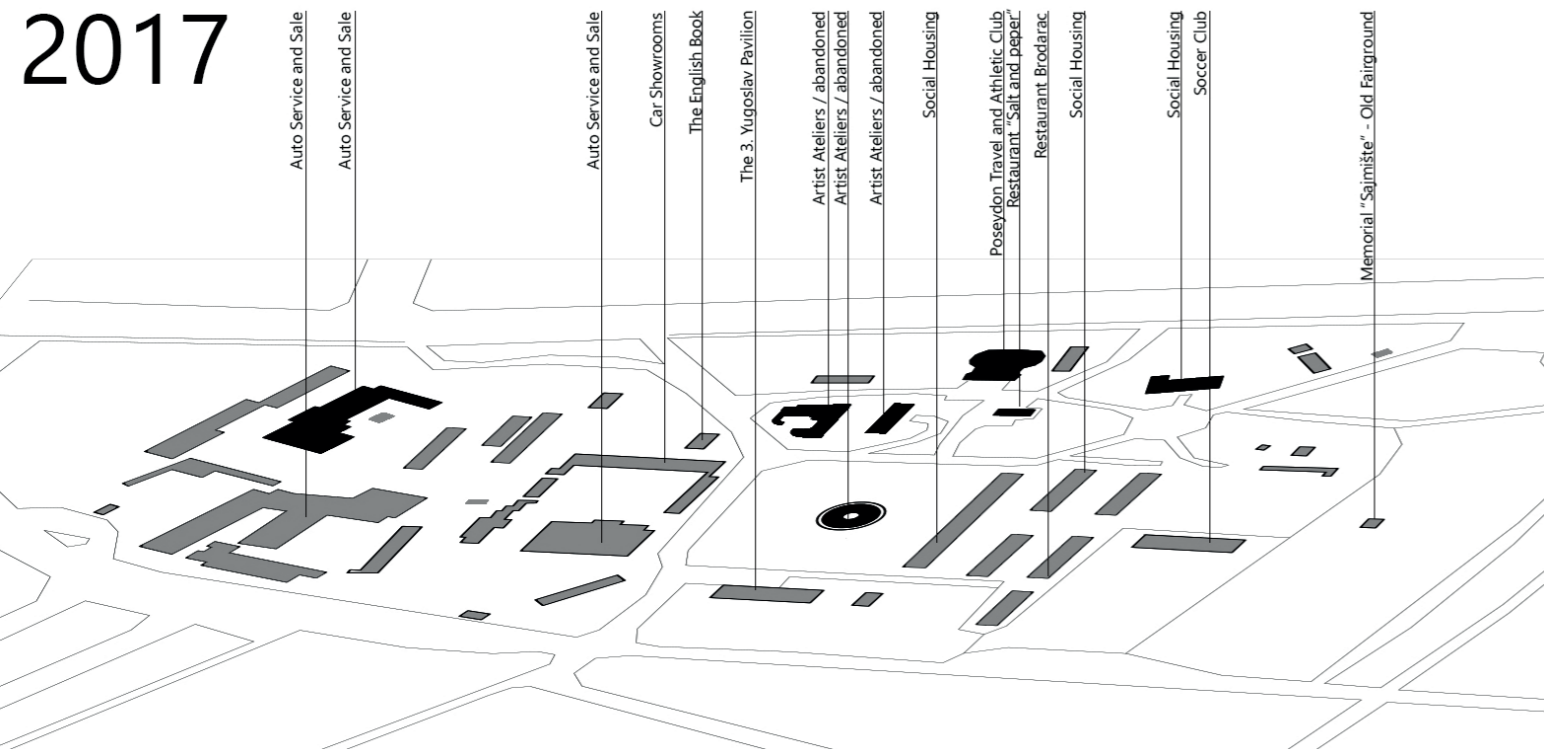 2017
Auto Service and Sale
Auto Service and Sale
Auto Service and Sale
Car Showrooms
The English Book
The 3. Yugoslav Pavilion
Artist Ateliers / abandoned
Artist Ateliers / abandoned
Artist Ateliers / abandoned
Social Housing
Poseydon Travel and Athletic Club
Restaurant "Salt and peper"
Restaurant Brodarac
Social Housing
Social Housing
Soccer Club
Memorial "Sajmište" - Old Fairground